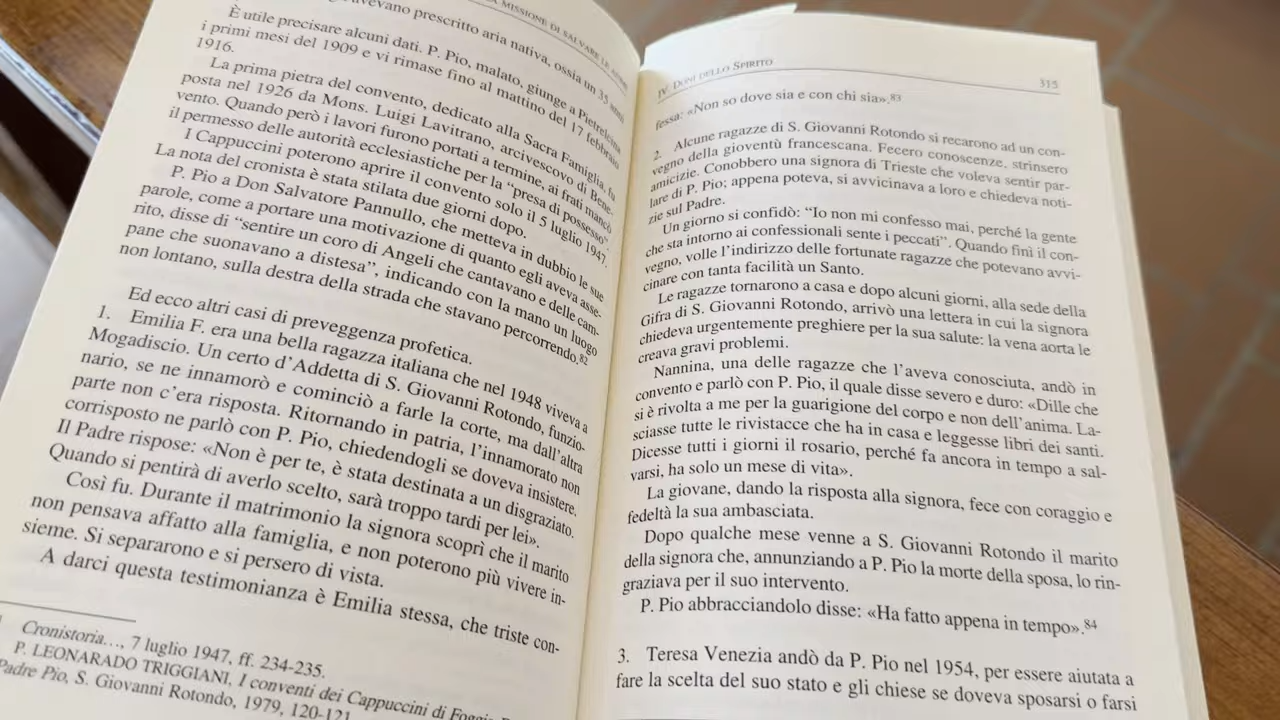 A MISSIONE DI SALVARE LE ANIME
avevano prescritto aria nativa, ossia un 35 anni
È utile precisare alcuni dati. P. Pio, malato, giunge a Pietrelcina
i primi mesi del 1909 e vi rimase fino al mattino del 17 febbraio
1916.
La prima pietra del convento, dedicato alla Sacra Famiglia, fu
posta nel 1926 da Mons. Luigi Lavitrano, arcivescovo di Bene-
vento. Quando però i lavori furono portati a termine, ai frati mancò
il permesso delle autorità ecclesiastiche per la “presa di possesso”.
I Cappuccini poterono aprire il convento solo il 5 luglio 1947.
La nota del cronista è stata stilata due giorni dopo.
P. Pio a Don Salvatore Pannullo, che metteva in dubbio le sue
parole, come a portare una motivazione di quanto egli aveva asse-
rito, disse di “sentire un coro di Angeli che cantavano e delle cam-
pane che suonavano a distesa”, indicando con la mano un luogo
non lontano, sulla destra della strada che stavano percorrendo.82
Ed ecco altri casi di preveggenza profetica.
1. Emilia F. era una bella ragazza italiana che nel 1948 viveva a
Mogadiscio. Un certo d’Addetta di S. Giovanni Rotondo, funzio-
nario, se ne innamorò e cominciò a farle la corte, ma dall’altra
parte non c’era risposta. Ritornando in patria, l’innamorato non
corrisposto ne parlò con P. Pio, chiedendogli se doveva insistere.
Il Padre rispose: «Non è per te, è stata destinata a un disgraziato.
Quando si pentirà di averlo scelto, sarà troppo tardi per lei».
Così fu. Durante il matrimonio la signora scoprì che il marito
non pensava affatto alla famiglia, e non poterono più vivere in-
sieme. Si separarono e si persero di vista.
A darci questa testimonianza è Emilia stessa, che triste con-
Cronistoria…, 7 luglio 1947, ff. 234-235.
P. LEONARADO TRIGGIANI, I conventi dei Cappuccini di Foggia
Padre Pio, S. Giovanni Rotondo, 1979, 120-121
IV. DONI DELLO SPIRITO 315
fessa: «Non so dove sia e con chi sia».83
2. Alcune ragazze di S. Giovanni Rotondo si recarono ad un con-
vegno della gioventù francescana. Fecero conoscenze, strinsero
amicizie. Conobbero una signora di Trieste che voleva sentir par-
lare di P. Pio; appena poteva, si avvicinava a loro e chiedeva noti-
zie sul Padre.
Un giorno si confidò: “Io non mi confesso mai, perché la gente
che sta intorno ai confessionali sente i peccati”. Quando finì il con-
vegno, volle l’indirizzo delle fortunate ragazze che potevano avvi-
cinare con tanta facilità un Santo.
Le ragazze tornarono a casa e dopo alcuni giorni, alla sede della
Gifra di S. Giovanni Rotondo, arrivò una lettera in cui la signora
chiedeva urgentemente preghiere per la sua salute: la vena aorta le
creava gravi problemi.
Nannina, una delle ragazze che l’aveva conosciuta, andò in
convento e parlò con P. Pio, il quale disse severo e duro: «Dille che
si è rivolta a me per la guarigione del corpo e non dell’anima. La-
sciasse tutte le rivistacce che ha in casa e leggesse libri dei santi.
Dicesse tutti i giorni il rosario, perché fa ancora in tempo a sal-
varsi, ha solo un mese di vita».
La giovane, dando la risposta alla signora, fece con coraggio e
fedeltà la sua ambasciata.
Dopo qualche mese venne a S. Giovanni Rotondo il marito
della signora che, annunziando a P. Pio la morte della sposa, lo rin-
graziava per il suo intervento.
P. Pio abbracciandolo disse: «Ha fatto appena in tempo».84
3. Teresa Venezia andò da P. Pio nel 1954, per essere aiutata a
fare la scelta del suo stato e gli chiese se doveva sposarsi o farsi